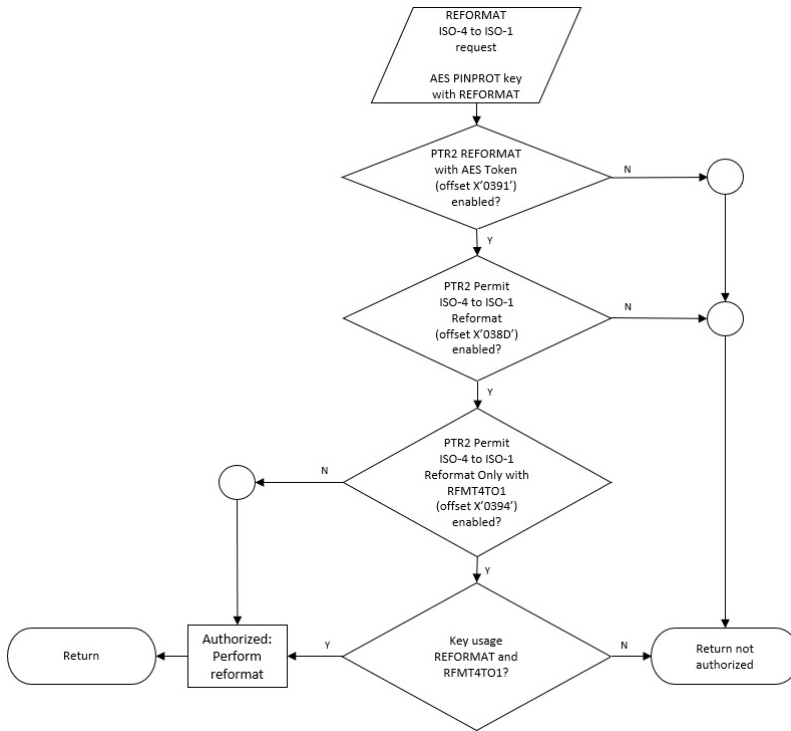 REFORMAT
ISO-4 to ISO-1
request
AES PINPROT key
with REFORMAT
PTR2 REFORMAT
with AES Token
(offset X'0391')
enabled?
N
Y
PTR2 Permit
ISO-4 to ISO-1
Reformat
(offset X'038D')
enabled?
N
Y
PTR2 Permit
ISO-4 to ISO-1
Reformat Only with
RFMT4TO1
(offset X'0394')
enabled?
N
Y
Key usage
REFORMAT and
RFMT4TO1?
Y
N
Authorized:
Perform
reformat
Return
Return not
authorized